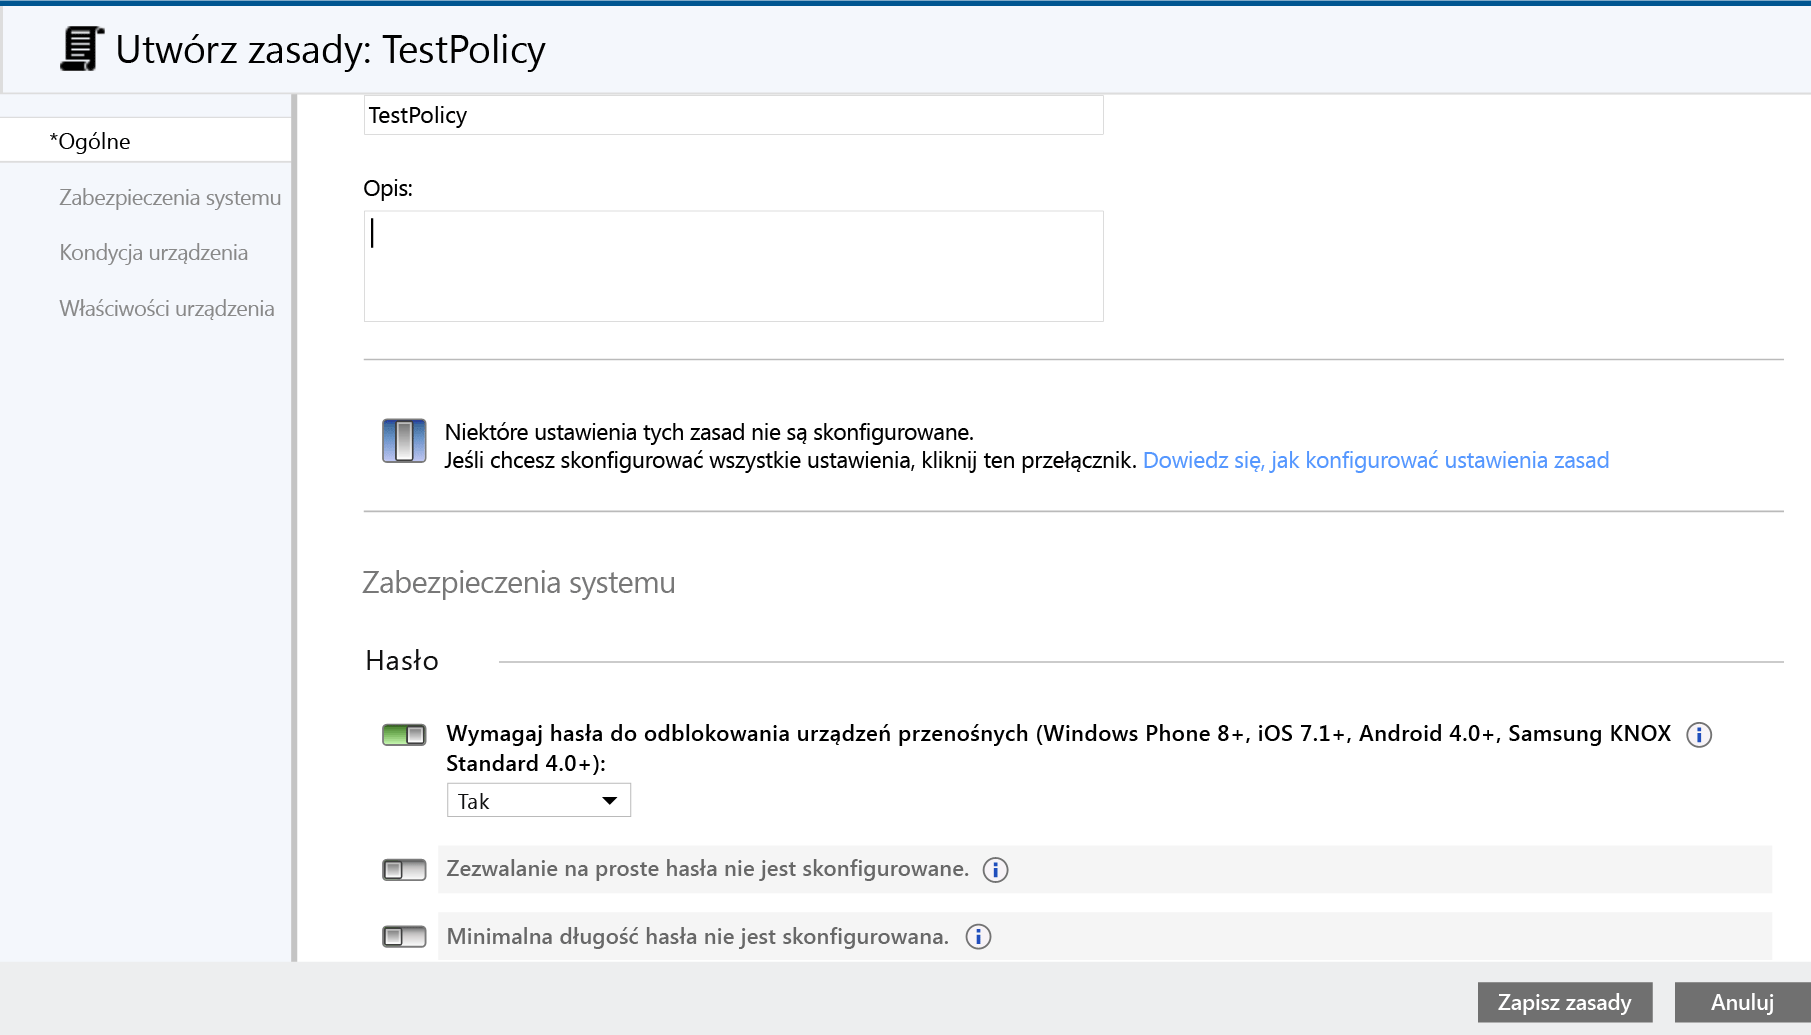 Utwórz zasady: TestPolicy
*Ogólne
Zabezpieczenia systemu
Kondycja urządzenia
Właściwości urządzenia
TestPolicy
Opis:
Niektóre ustawienia tych zasad nie są skonfigurowane.
Jeśli chcesz skonfigurować wszystkie ustawienia, kliknij ten przełącznik. Dowiedz się, jak konfigurować ustawienia zasad
Zabezpieczenia systemu
Hasło
Wymagaj hasła do odblokowania urządzeń przenośnych (Windows Phone 8+, iOS 7.1+, Android 4.0+, Samsung KNOX
Standard 4.0+):
Tak
Zezwalanie na proste hasła nie jest skonfigurowane.
Minimalna długość hasła nie jest skonfigurowana.
Zapisz zasady
Anuluj